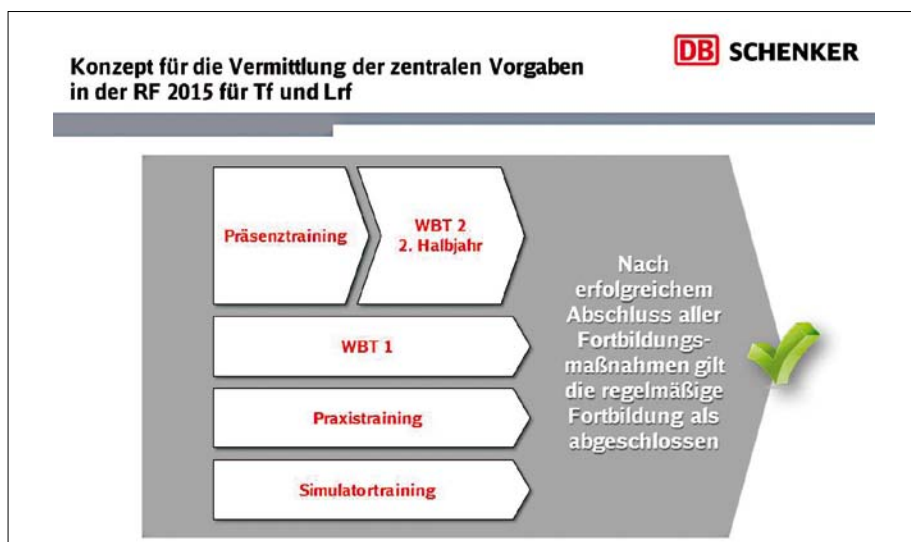 Konzept für die Vermittlung der zentralen Vorgaben
in der RF 2015 für Tf und Lrf
DB SCHENKER
Präsenztraining
WBT 2
2. Halbjahr
WBT 1
Praxistraining
Simulatortraining
Nach
erfolgreichem
Abschluss aller
Fortbildungs-
maßnahmen gilt
die regelmäßige
Fortbildung als
abgeschlossen